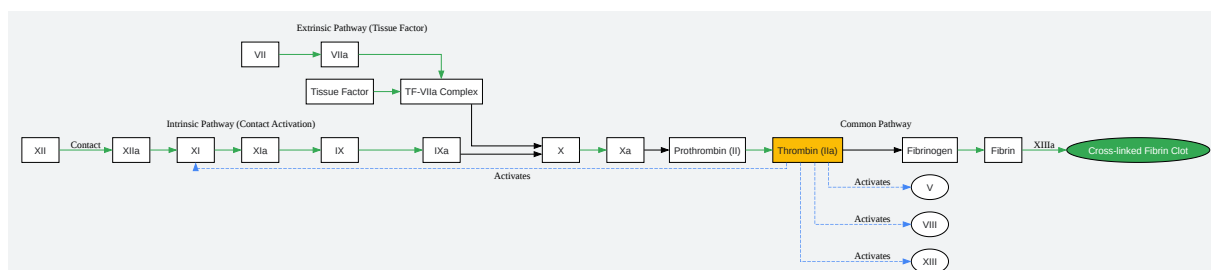 Extrinsic Pathway (Tissue Factor)
VII
VIIa
Tissue Factor
TF-VIIa Complex
Intrinsic Pathway (Contact Activation)
Common Pathway
XII
Contact
XIIa
XI
XIa
IX
IXa
X
Xa
Prothrombin (II)
Thrombin (IIa)
Fibrinogen
Fibrin
XIIIa
Cross-linked Fibrin Clot
Activates
Activates
V
Activates
VIII
Activates
XIII